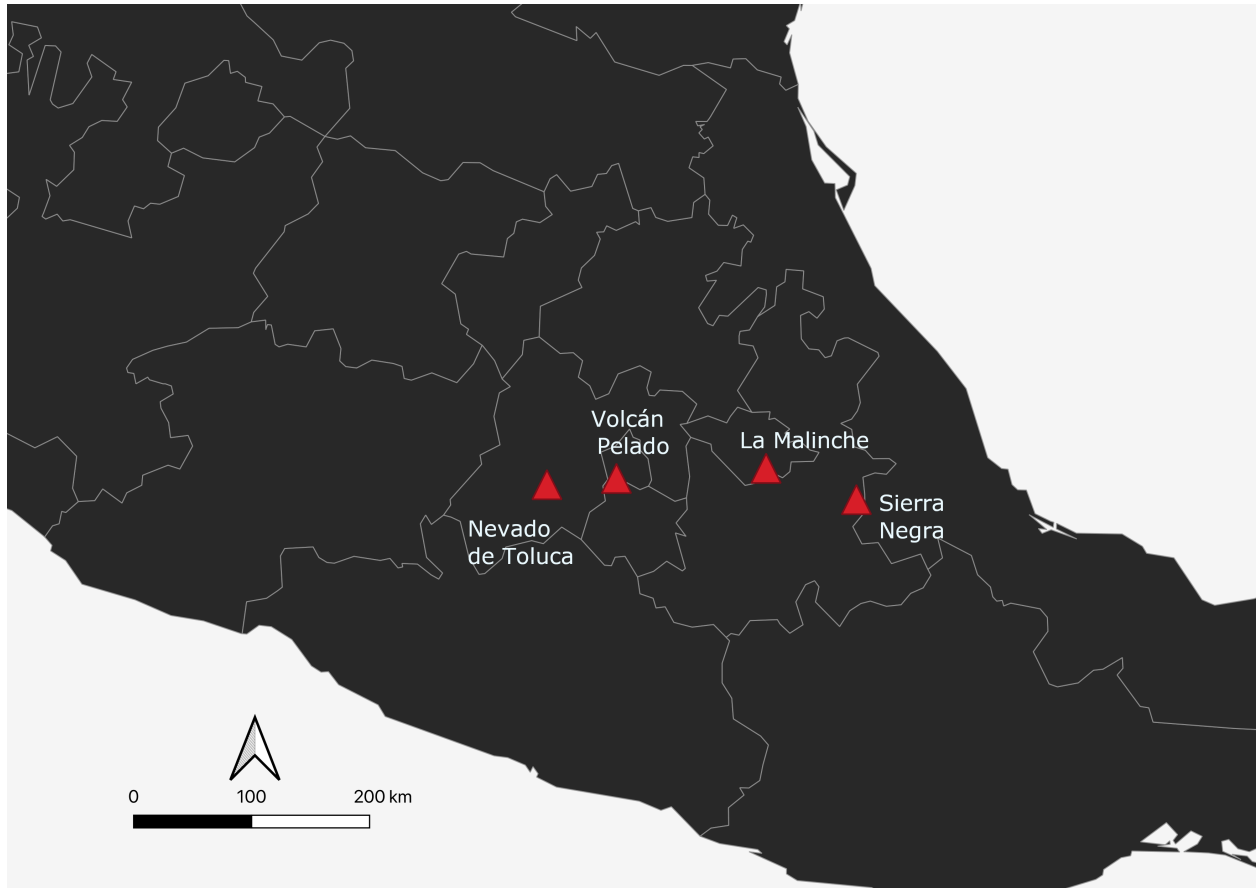 Volcán
Pelado
La Malinche
Nevado
de Toluca
Sierra
Negra
0 100 200 km